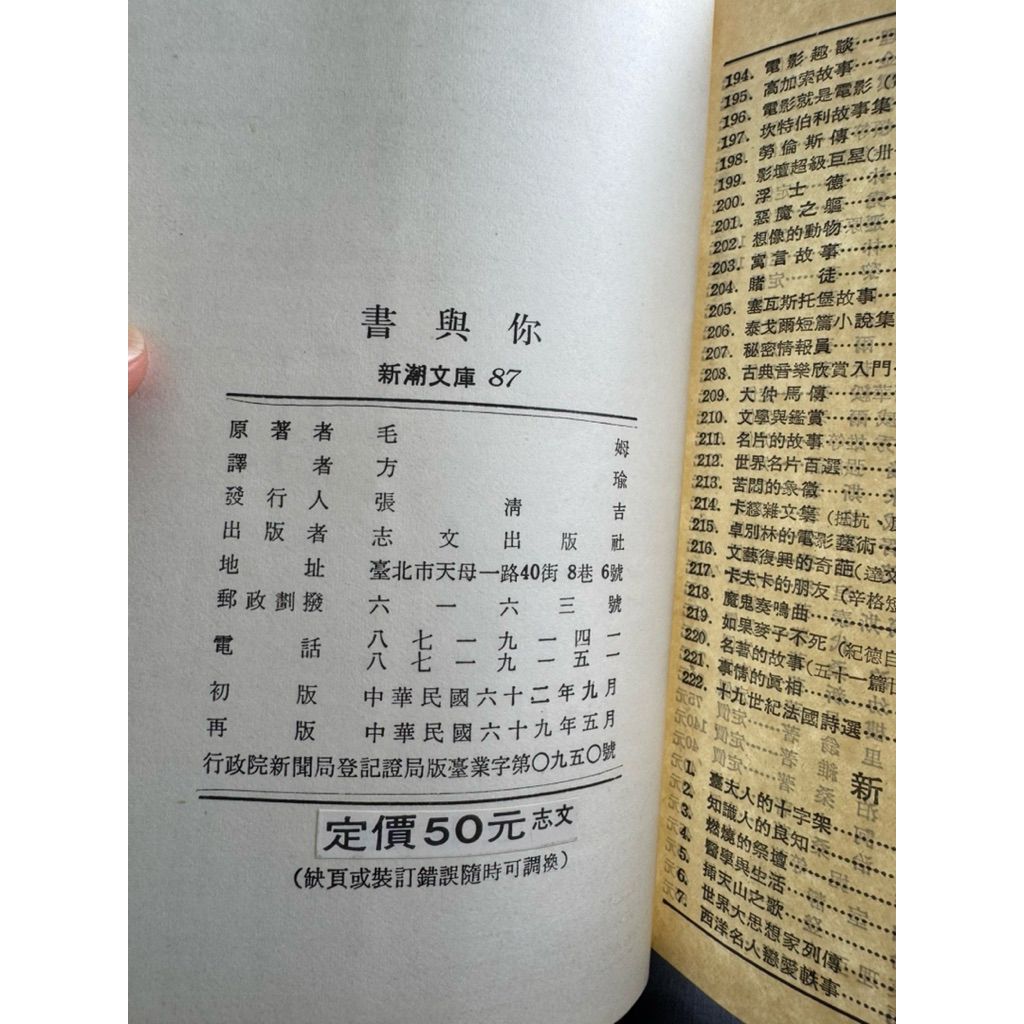 書與你
新潮文庫 87
原著者 毛姆
譯者 方瑜
發行人 張清吉
出版者 志文出版社
地址 臺北市天母一路40街8巷6號
郵政劃撥 六一六三號
電話 八七一九一四一
八七一九一五一
初版 中華民國六十二年九月
再版 中華民國六十九年五月
行政院新聞局登記證局版臺業字第〇九五〇號
定價50元 志文
(缺頁或裝訂錯誤隨時可調換)
194. 電影趣談……
195. 高加索故事……
196. 電影就是電影(
197. 坎特伯利故事集
198. 勞倫斯傳……
199. 影壇超級巨星(卅
200. 浮士德……
201. 惡魔之軀……
202. 想像的動物……
203. 寓言故事……
204. 賭徒……
205. 塞瓦斯托堡故事…
206. 泰戈爾短篇小說集
207. 秘密情報員……
208. 古典音樂欣賞入門
209. 大仲馬傳……
210. 文學與鑑賞……
211. 名片的故事……
212. 世界名片百選……
213. 苦悶的象徵……
214. 卡繆雜文集(抵抗、
215. 卓別林的電影藝術
216. 文藝復興的奇葩(達文
217. 卡夫卡的朋友(辛格短
218. 魔鬼奏鳴曲……
219. 如果麥子不死(紀德自
220. 名著的故事(五十一篇
221. 事情的眞相……
222. 十九世紀法國詩選…
新
1. 臺大人的十字架……
2. 知識人的良知……
3. 燃燒的祭壇……
4. 醫學與生活……
5. 插天山之歌……
6. 世界大思想家列傳…
7. 西洋名人戀愛軼事…